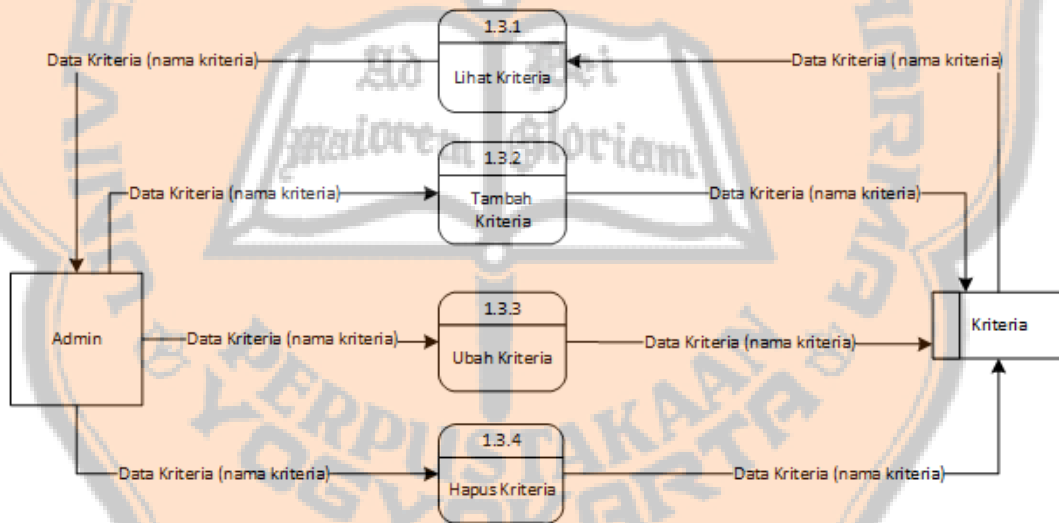 1.3.1
Data Kriteria (nama kriteria)
Data Kriteria (nama kriteria)
Lihat Kriteria
Ad Dei
Maiorem Gloriam
1.3.2
Data Kriteria (nama kriteria)
Data Kriteria (nama kriteria)
Tambah
Kriteria
1.3.3
Kriteria
Admin
Data Kriteria (nama kriteria)
Data Kriteria (nama kriteria)
Ubah Kriteria
1.3.4
Data Kriteria (nama kriteria)
Data Kriteria (nama kriteria)
Hapus Kriteria
PERPUSTAKAAN
YOGYAKARTA